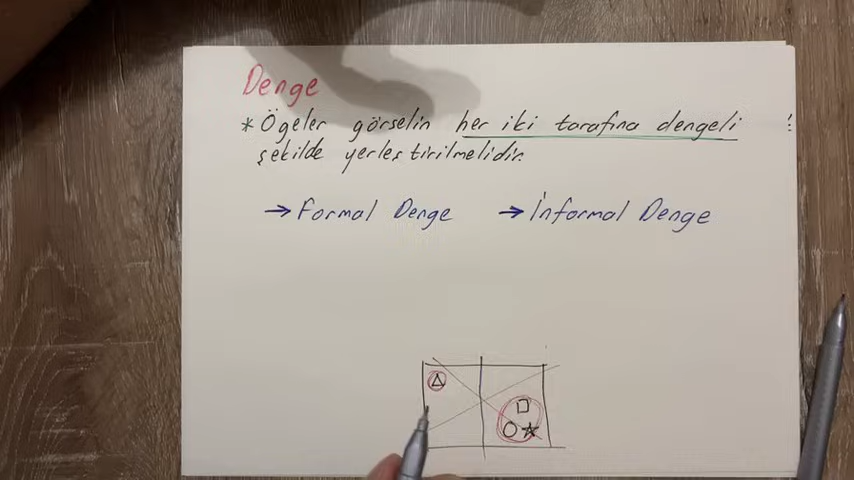 Denge
* Ögeler görselin her iki tarafına dengeli
şekilde yerleştirilmelidir.
→ Formal Denge → İnformal Denge